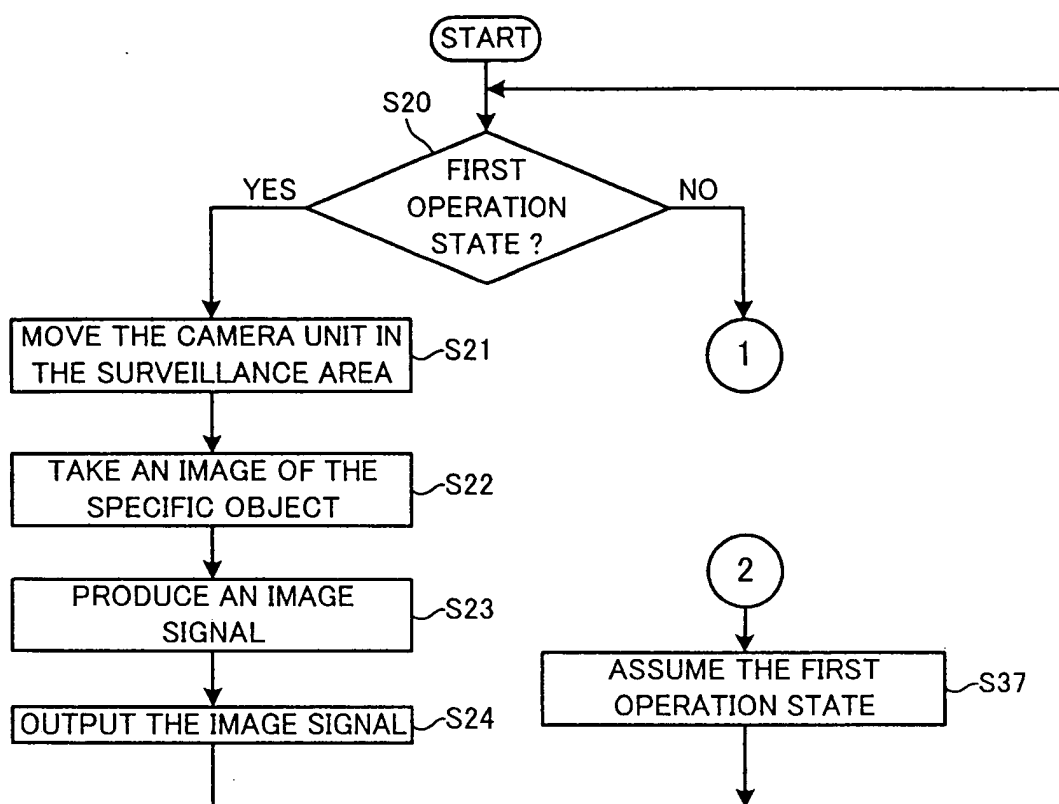 START
S20
FIRST
OPERATION
STATE ?
YES
NO
MOVE THE CAMERA UNIT IN
THE SURVEILLANCE AREA
S21
1
TAKE AN IMAGE OF THE
SPECIFIC OBJECT
S22
2
PRODUCE AN IMAGE
SIGNAL
S23
ASSUME THE FIRST
OPERATION STATE
S37
OUTPUT THE IMAGE SIGNAL
S24